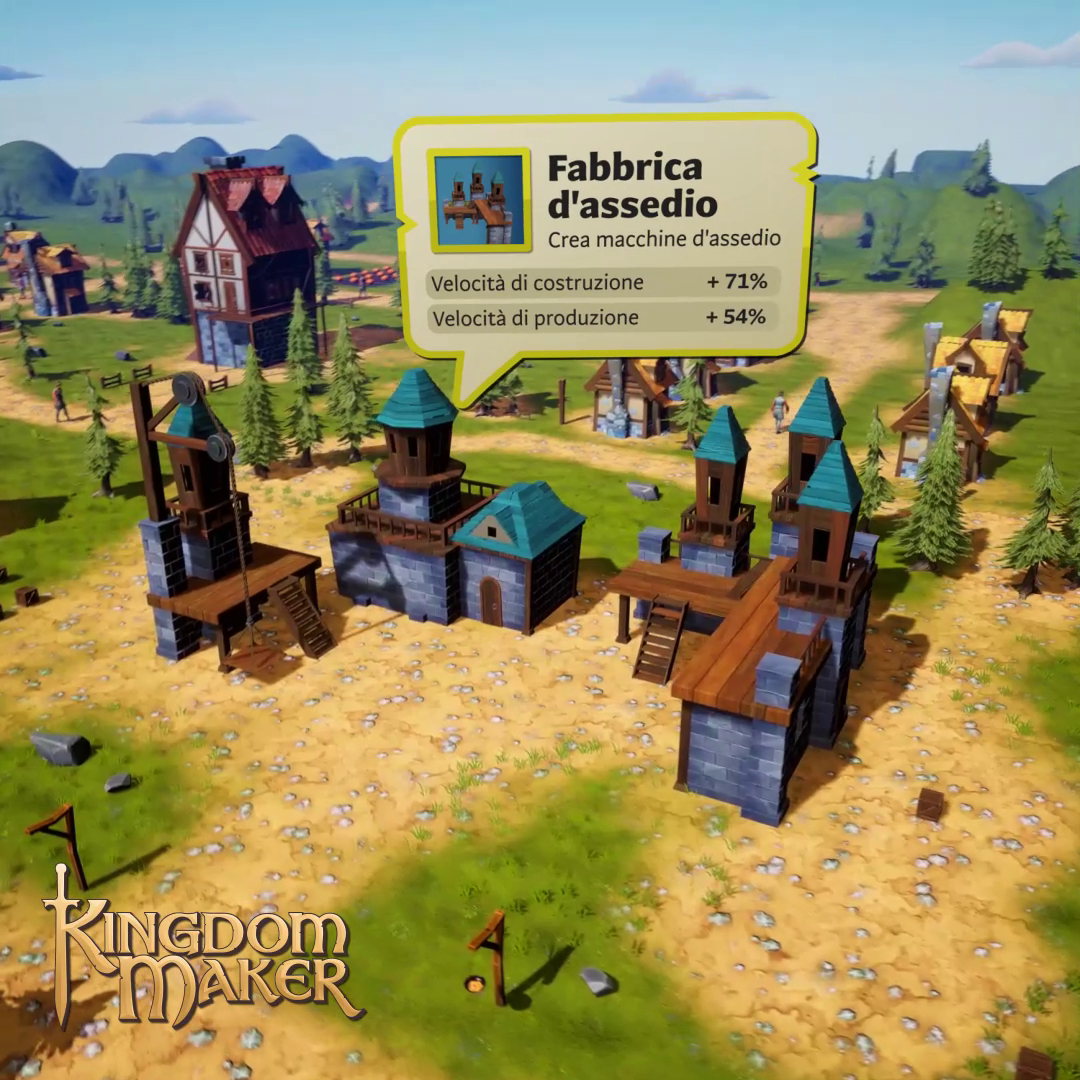 Fabbrica
d'assedio
Crea macchine d'assedio
Velocità di costruzione + 71%
Velocità di produzione + 54%
KINGDOM
MAKER